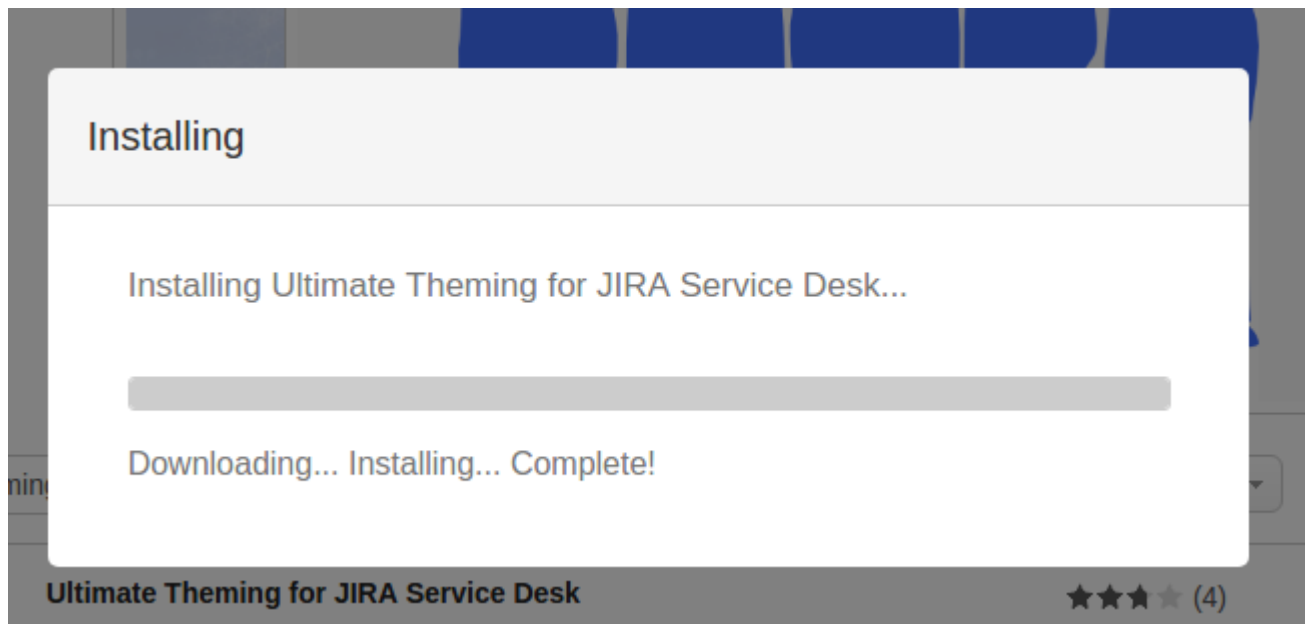 Installing
Installing Ultimate Theming for JIRA Service Desk...
Downloading... Installing... Complete!
Ultimate Theming for JIRA Service Desk (4)